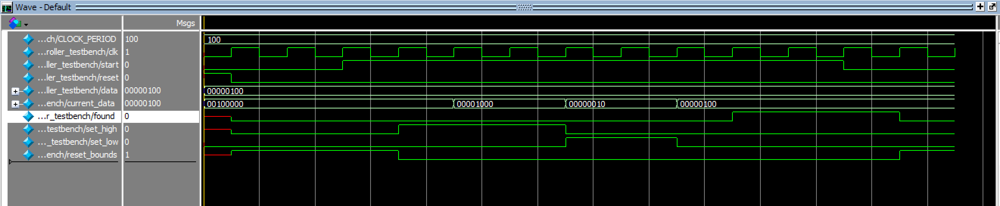 Wave - Default
Msgs
...ch/CLOCK_PERIOD 100 100
...roller_testbench/clk 1
...ller_testbench/start 0
...ler_testbench/reset 0
...ller_testbench/data 00000100 00000100
...ench/current_data 00000100 00100000 00001000 00000010 00000100
...r_testbench/found 0
...testbench/set_high 0
..._testbench/set_low 0
...ench/reset_bounds 1